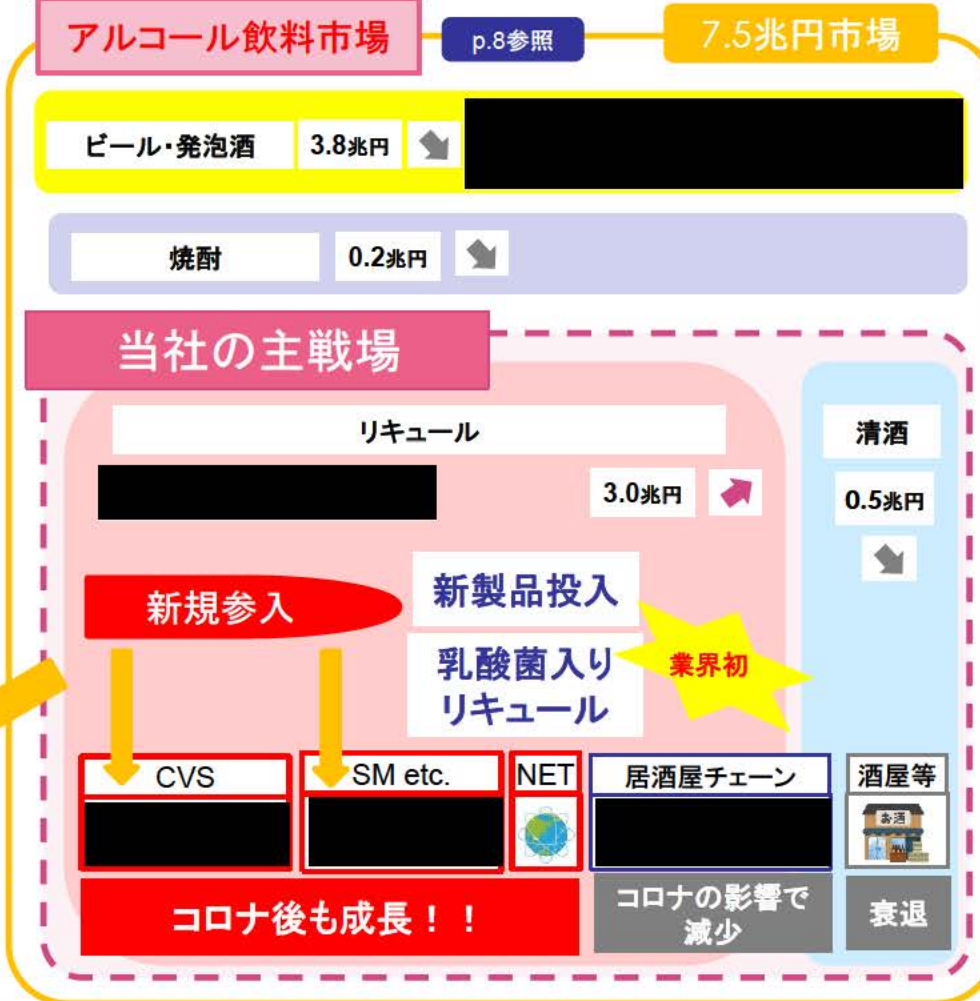 アルコール飲料市場
p.8参照
7.5兆円市場
ビール・発泡酒
3.8兆円
焼酎
0.2兆円
当社の主戦場
リキュール
3.0兆円
清酒
0.5兆円
新規参入
新製品投入
乳酸菌入り
リキュール
業界初
CVS
SM etc.
NET
居酒屋チェーン
酒屋等
お酒
コロナ後も成長！！
コロナの影響で
減少
衰退